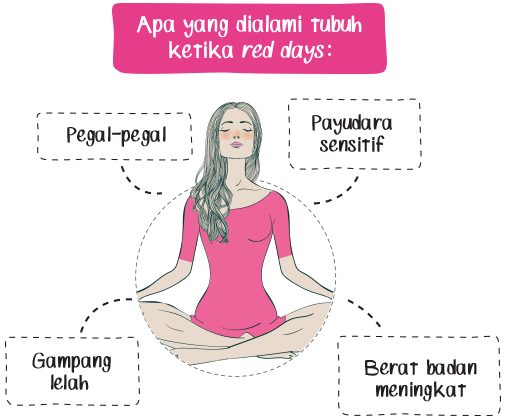 Apa yang dialami tubuh
ketika red days:
Pegal-pegal
Payudara
sensitif
Gampang
lelah
Berat badan
meningkat